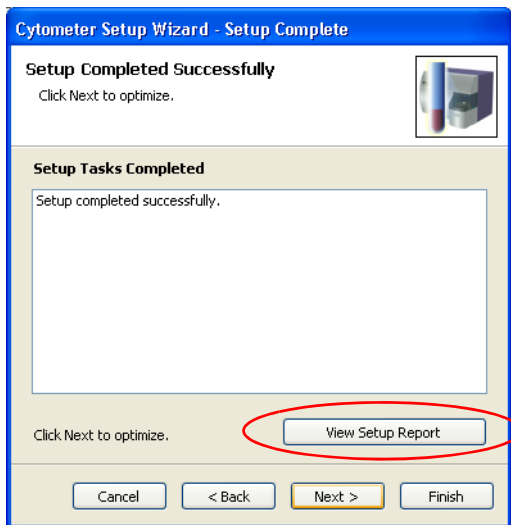 Cytometer Setup Wizard - Setup Complete
Setup Completed Successfully
Click Next to optimize.
Setup Tasks Completed
Setup completed successfully.
Click Next to optimize.
View Setup Report
Cancel
< Back
Next >
Finish